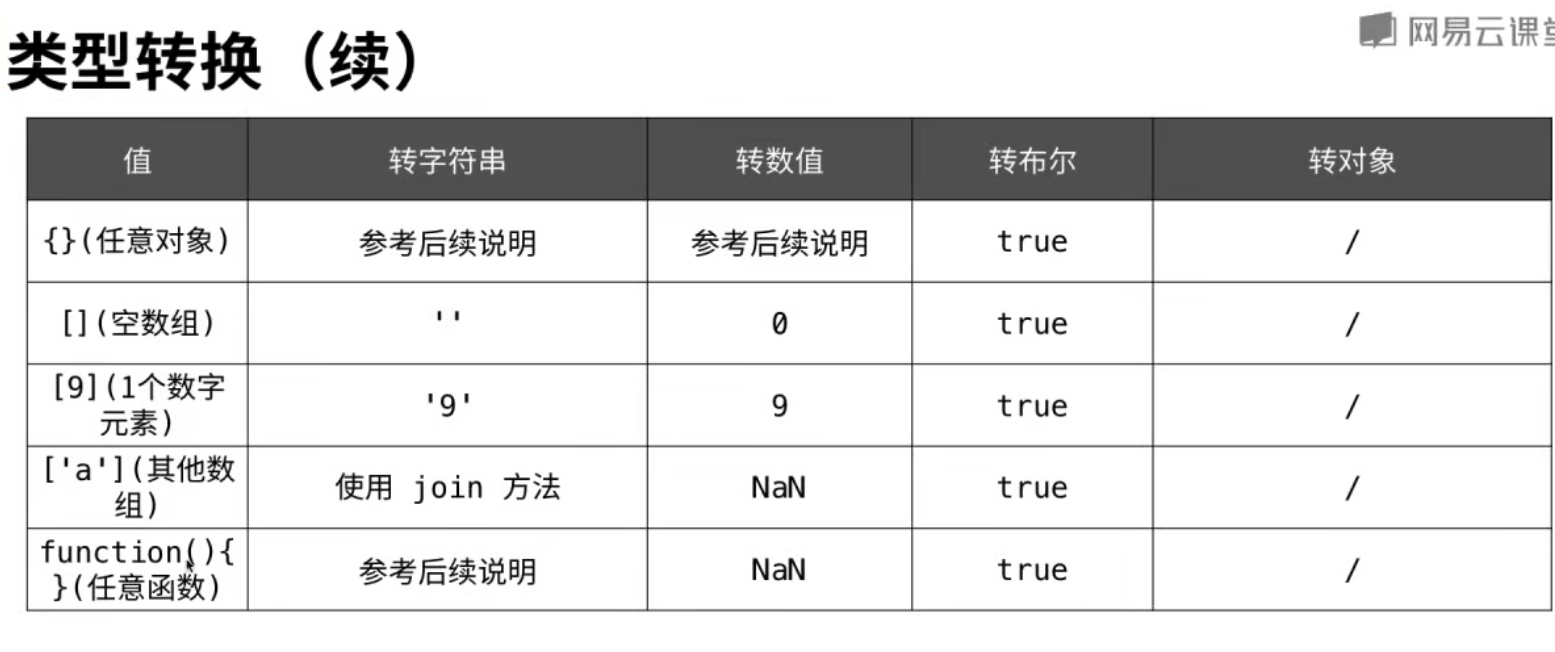 网易云课堂
类型转换（续）
值 转字符串 转数值 转布尔 转对象
{}(任意对象) 参考后续说明 参考后续说明 true /
[](空数组) '' 0 true /
[9](1个数字
元素) '9' 9 true /
['a'](其他数
组) 使用 join 方法 NaN true /
function(){
}(任意函数) 参考后续说明 NaN true /